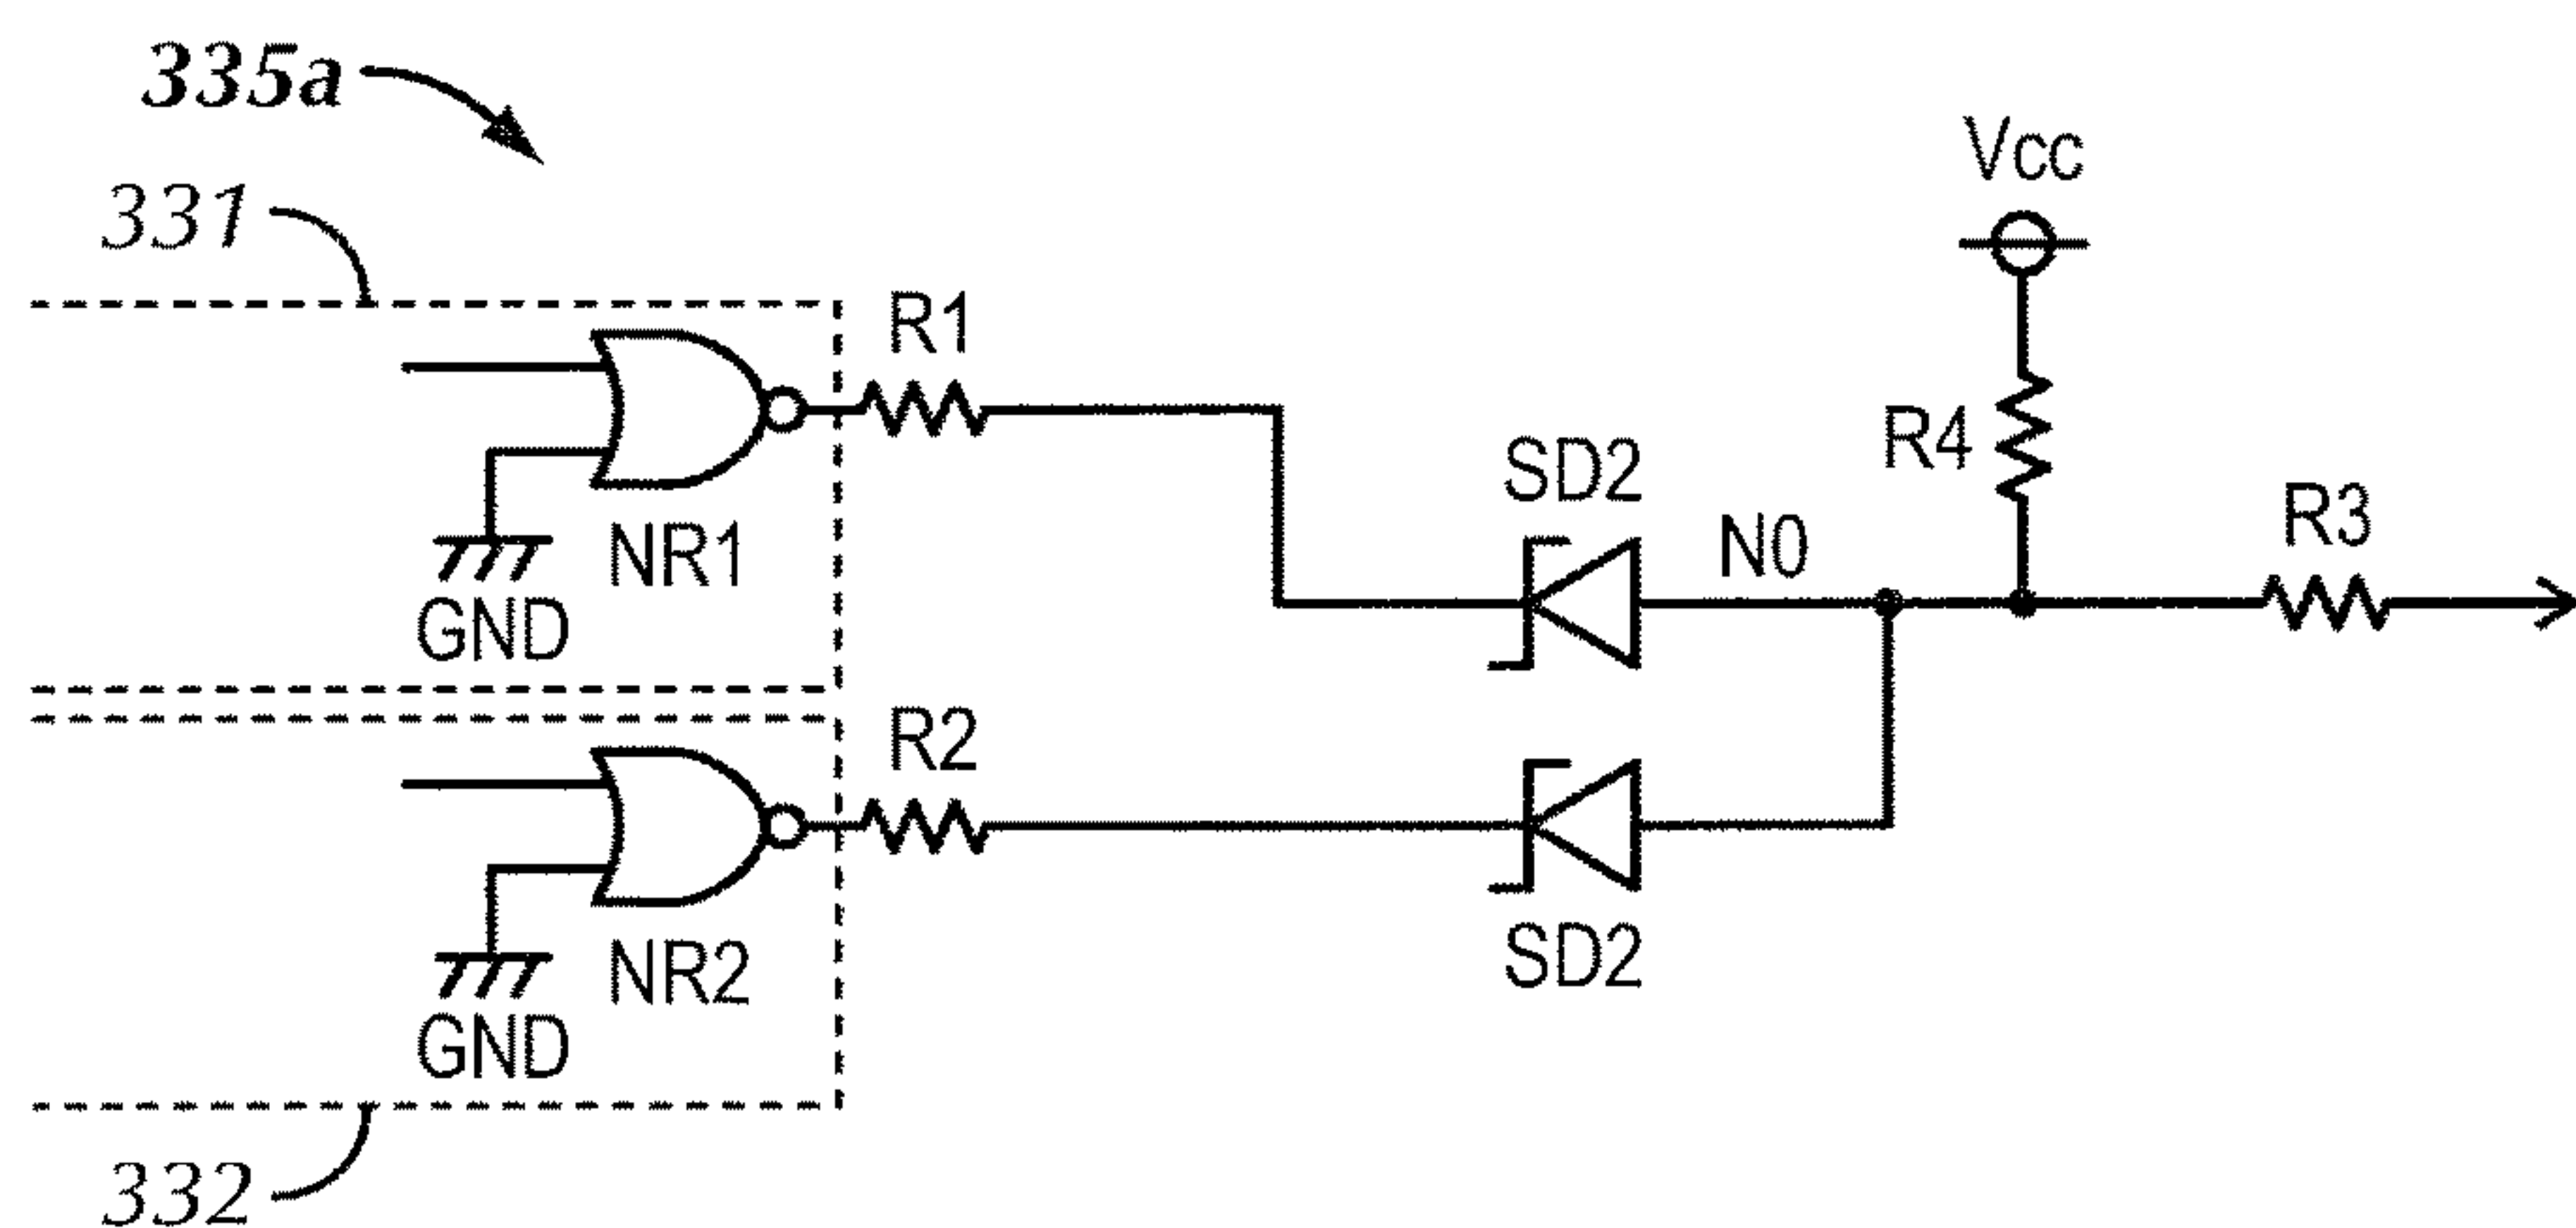 335a
Vcc
331
R1
R4
SD2
R3
N0
NR1
GND
R2
SD2
NR2
GND
332